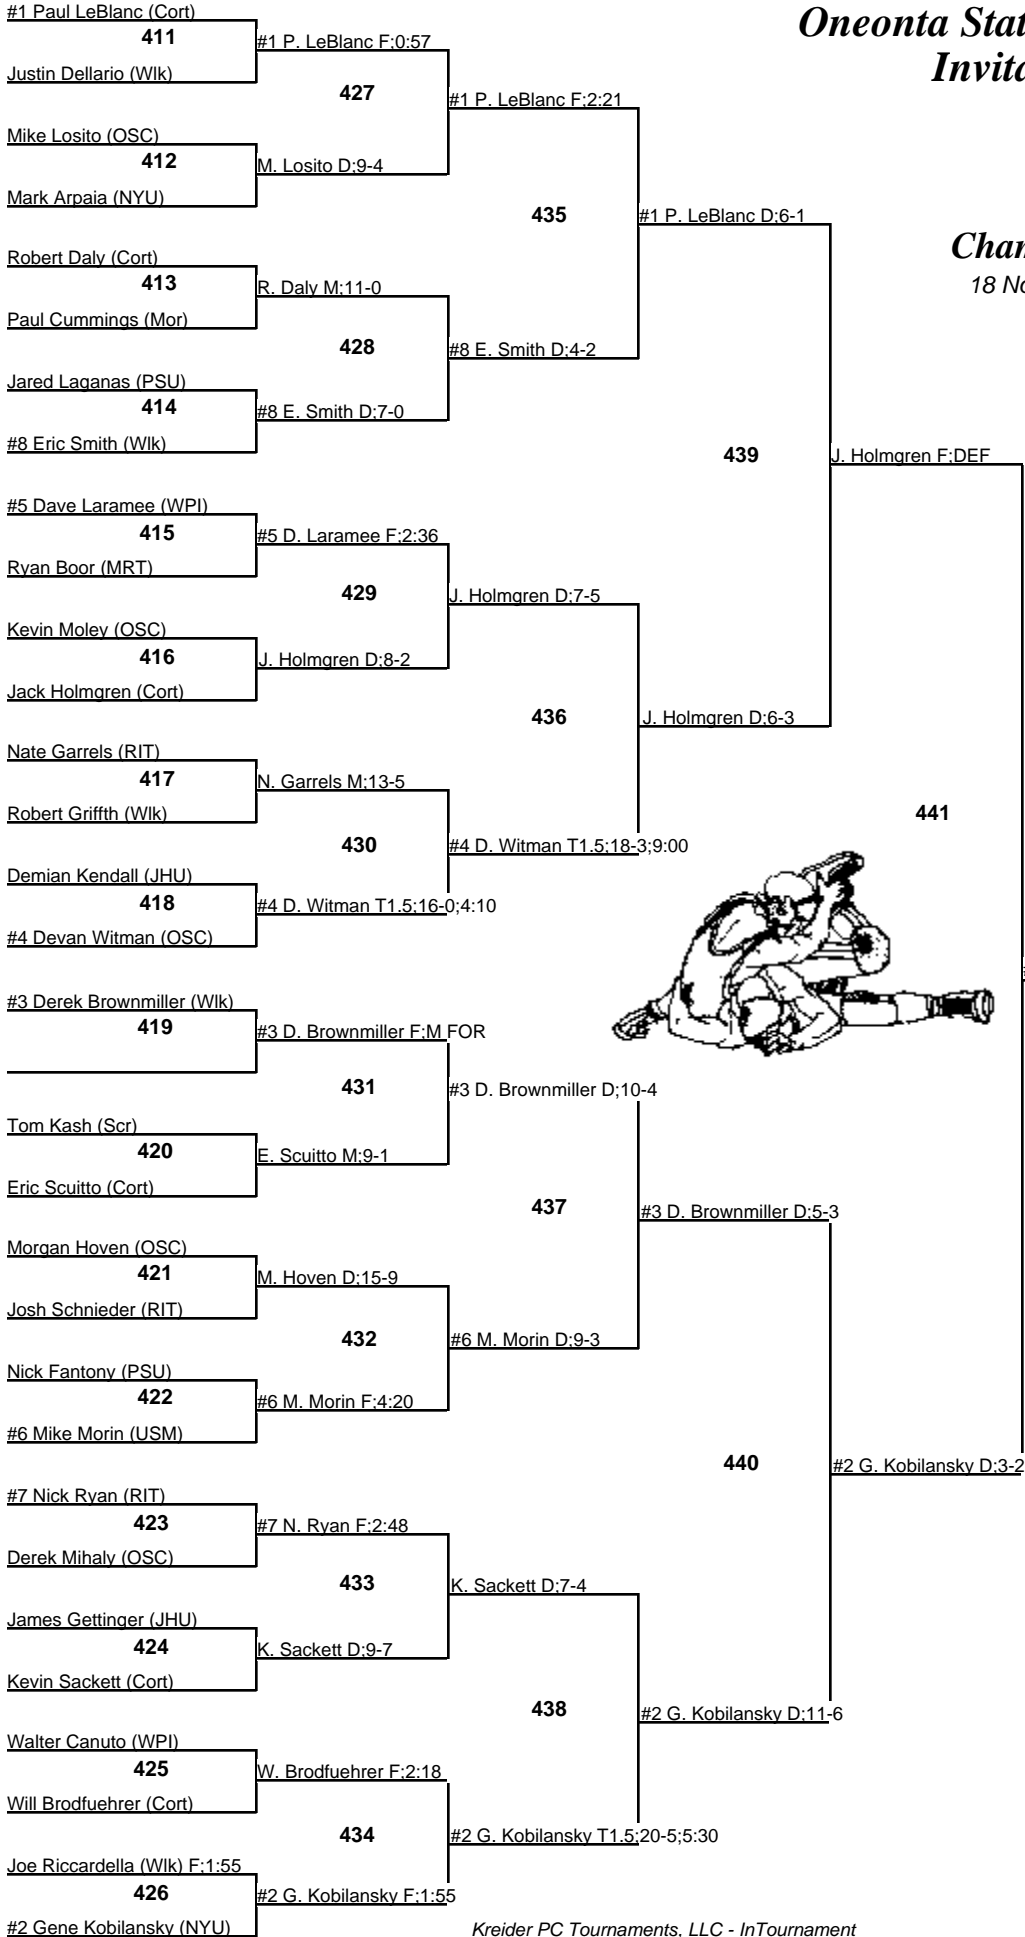 #1 Paul LeBlanc (Cort)
411
Justin Dellario (Wlk)
#1 P. LeBlanc F;0:57
427
Mike Losito (OSC)
412
Mark Arpaia (NYU)
M. Losito D;9-4
#1 P. LeBlanc F;2:21
435
Robert Daly (Cort)
413
Paul Cummings (Mor)
R. Daly M;11-0
428
Jared Laganas (PSU)
414
#8 Eric Smith (Wlk)
#8 E. Smith D;7-0
#8 E. Smith D;4-2
#1 P. LeBlanc D;6-1
439
#5 Dave Laramee (WPI)
415
Ryan Boor (MRT)
#5 D. Laramee F;2:36
429
Kevin Moley (OSC)
416
Jack Holmgren (Cort)
J. Holmgren D;8-2
J. Holmgren D;7-5
436
Nate Garrels (RIT)
417
Robert Griffth (Wlk)
N. Garrels M;13-5
430
Demian Kendall (JHU)
418
#4 Devan Witman (OSC)
#4 D. Witman T1.5;16-0;4:10
#4 D. Witman T1.5;18-3;9:00
J. Holmgren D;6-3
J. Holmgren F;DEF
441
#3 Derek Brownmiller (Wlk)
419
#3 D. Brownmiller F;M FOR
431
Tom Kash (Scr)
420
Eric Scuitto (Cort)
E. Scuitto M;9-1
#3 D. Brownmiller D;10-4
437
Morgan Hoven (OSC)
421
Josh Schnieder (RIT)
M. Hoven D;15-9
432
Nick Fantony (PSU)
422
#6 Mike Morin (USM)
#6 M. Morin F;4:20
#6 M. Morin D;9-3
#3 D. Brownmiller D;5-3
440
#7 Nick Ryan (RIT)
423
Derek Mihaly (OSC)
#7 N. Ryan F;2:48
433
James Gettinger (JHU)
424
Kevin Sackett (Cort)
K. Sackett D;9-7
K. Sackett D;7-4
438
Walter Canuto (WPI)
425
Will Brodfuehrer (Cort)
W. Brodfuehrer F;2:18
434
Joe Riccardella (Wlk) F;1:55
426
#2 Gene Kobilansky (NYU)
#2 G. Kobilansky F;1:55
#2 G. Kobilansky T1.5;20-5;5:30
#2 G. Kobilansky D;11-6
#2 G. Kobilansky D;3-2
Oneonta Stat
Invita
Cham
18 No
Kreider PC Tournaments, LLC - InTournament